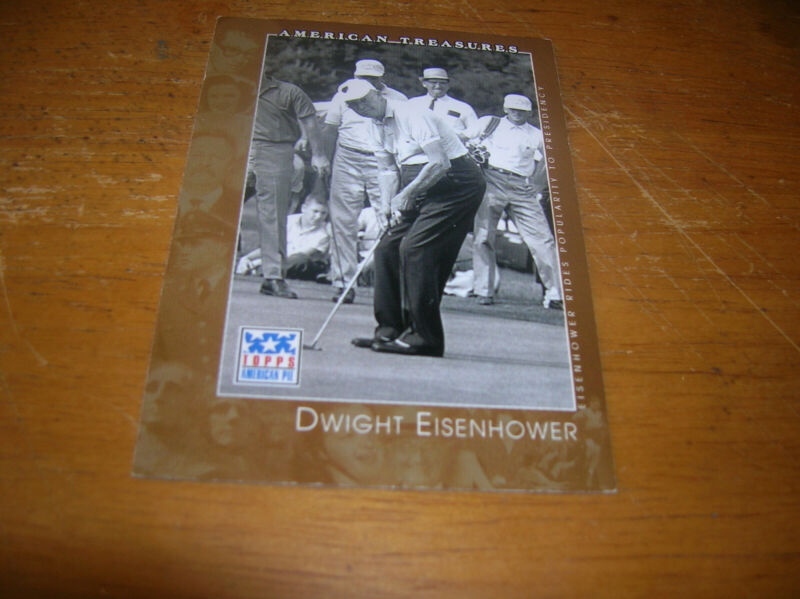 AMERICAN TREASURES
EISENHOWER RIDES POPULARITY TO PRESIDENCY
TOPPS
AMERICAN PIE
DWIGHT EISENHOWER